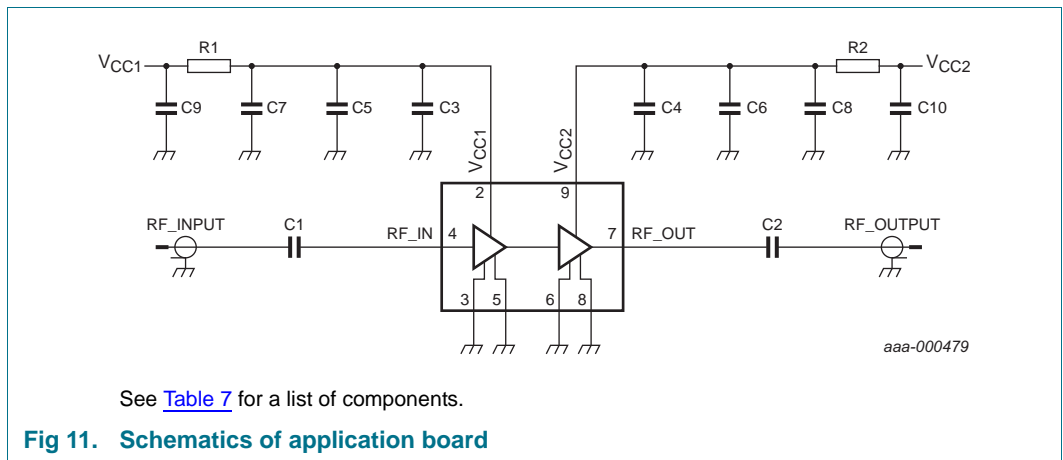 R1
R2
VCC1
VCC2
C9
C7
C5
C3
C4
C6
C8
C10
VCC1
VCC2
2
9
RF_INPUT
C1
RF_IN
4
7
RF_OUT
C2
RF_OUTPUT
3
5
6
8
aaa-000479
See Table 7 for a list of components.
Fig 11. Schematics of application board